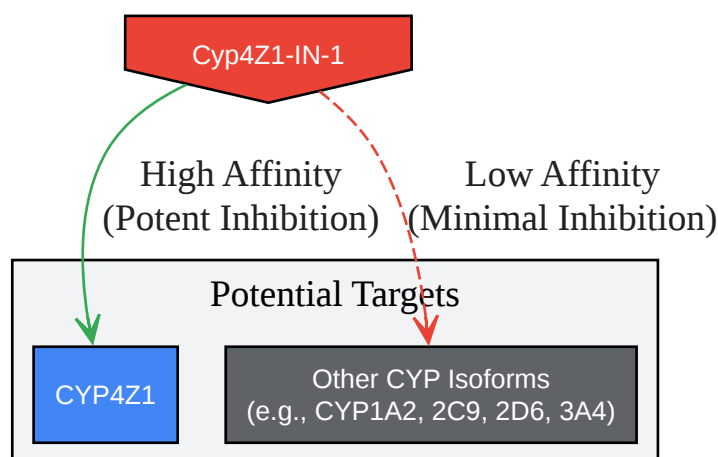 Cyp4Z1-IN-1
High Affinity
(Potent Inhibition)
Low Affinity
(Minimal Inhibition)
Potential Targets
CYP4Z1
Other CYP Isoforms
(e.g., CYP1A2, 2C9, 2D6, 3A4)